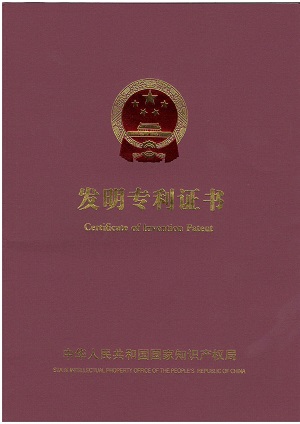 发明专利证书
Certificate of Invention Patent
中华人民共和国国家知识产权局
STATE INTELLECTUAL PROPERTY OFFICE OF THE PEOPLE'S REPUBLIC OF CHINA